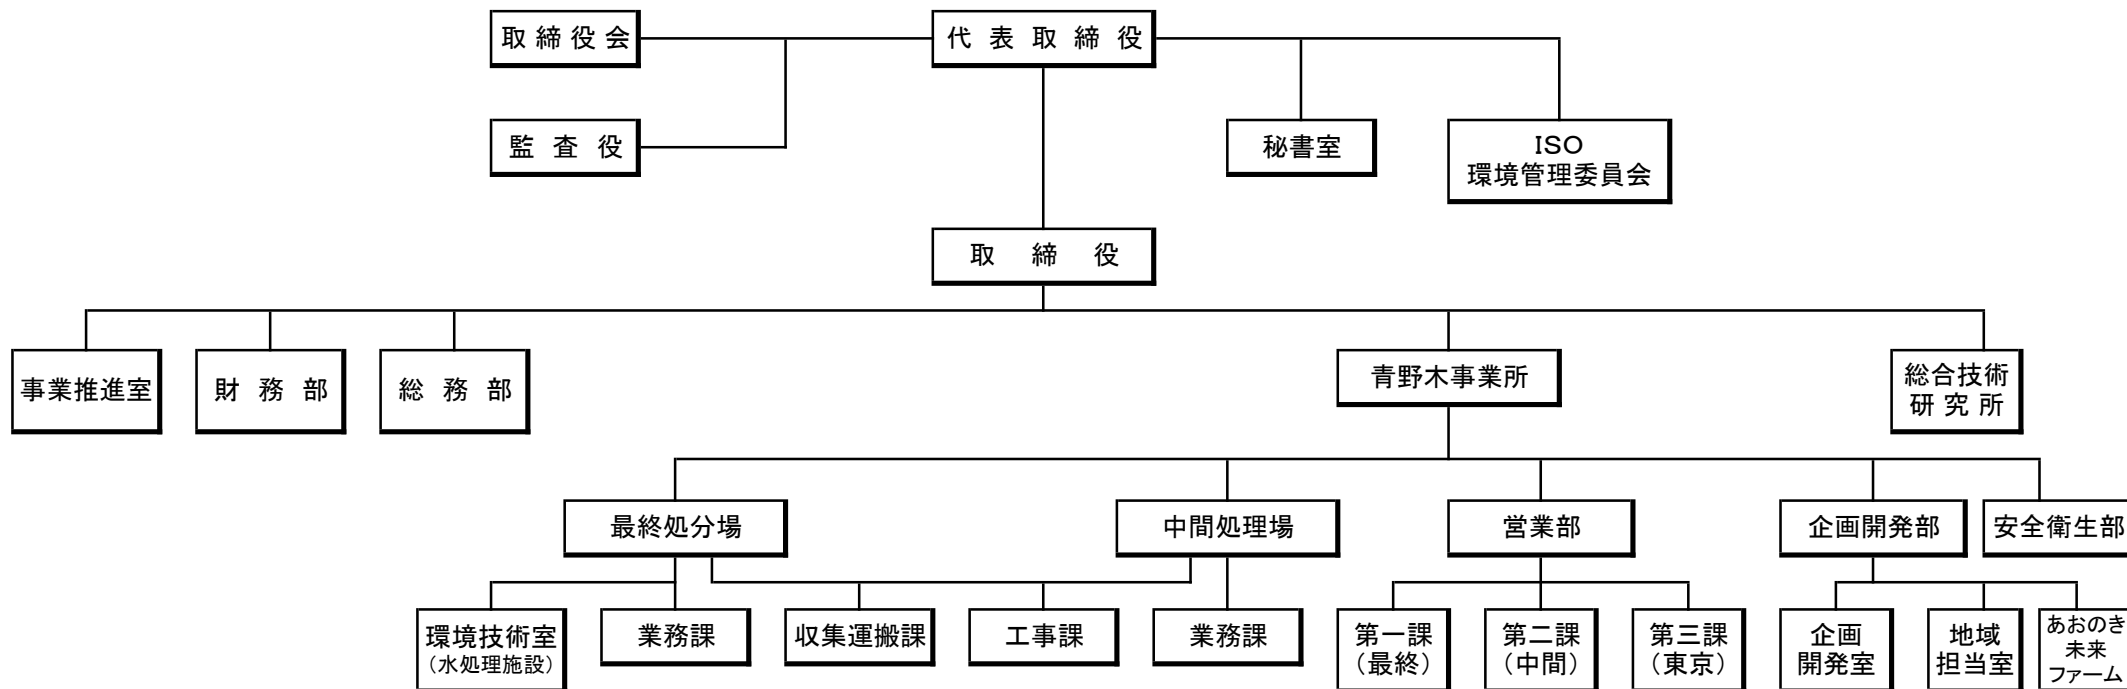 取締役会
代表取締役
監査役
秘書室
ISO
環境管理委員会
取締役
事業推進室
財務部
総務部
青野木事業所
総合技術
研究所
最終処分場
中間処理場
営業部
企画開発部
安全衛生部
環境技術室
（水処理施設）
業務課
収集運搬課
工事課
業務課
第一課
（最終）
第二課
（中間）
第三課
（東京）
企画
開発室
地域
担当室
あおのき
未来
ファーム